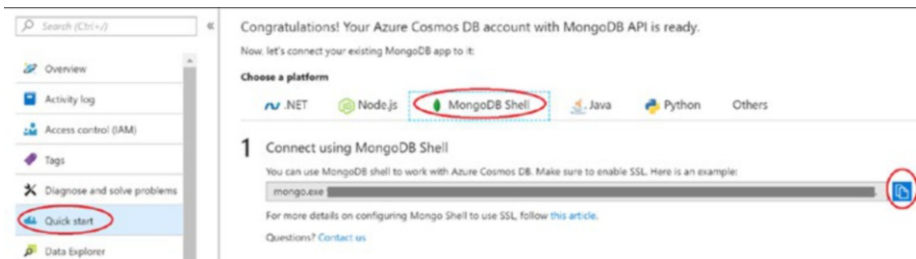 Search (Ctrl+/)
Overview
Activity log
Access control (IAM)
Tags
Diagnose and solve problems
Quick start
Data Explorer
Congratulations! Your Azure Cosmos DB account with MongoDB API is ready.
Now, let's connect your existing MongoDB app to it:
Choose a platform
.NET Node.js MongoDB Shell Java Python Others
1 Connect using MongoDB Shell
You can use MongoDB shell to work with Azure Cosmos DB. Make sure to enable SSL. Here is an example:
mongo.exe
For more details on configuring Mongo Shell to use SSL, follow this article.
Questions? Contact us